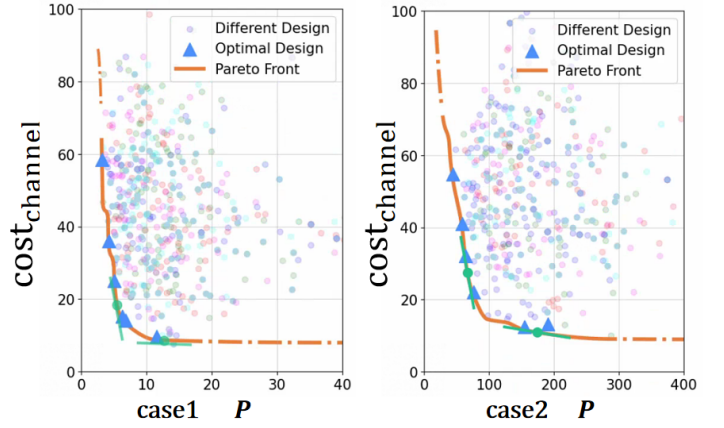 100
80
60
40
20
0
0
10
20
30
40
cost_channel
case1 P
Different Design
Optimal Design
Pareto Front
100
80
60
40
20
0
0
100
200
300
400
cost_channel
case2 P
Different Design
Optimal Design
Pareto Front